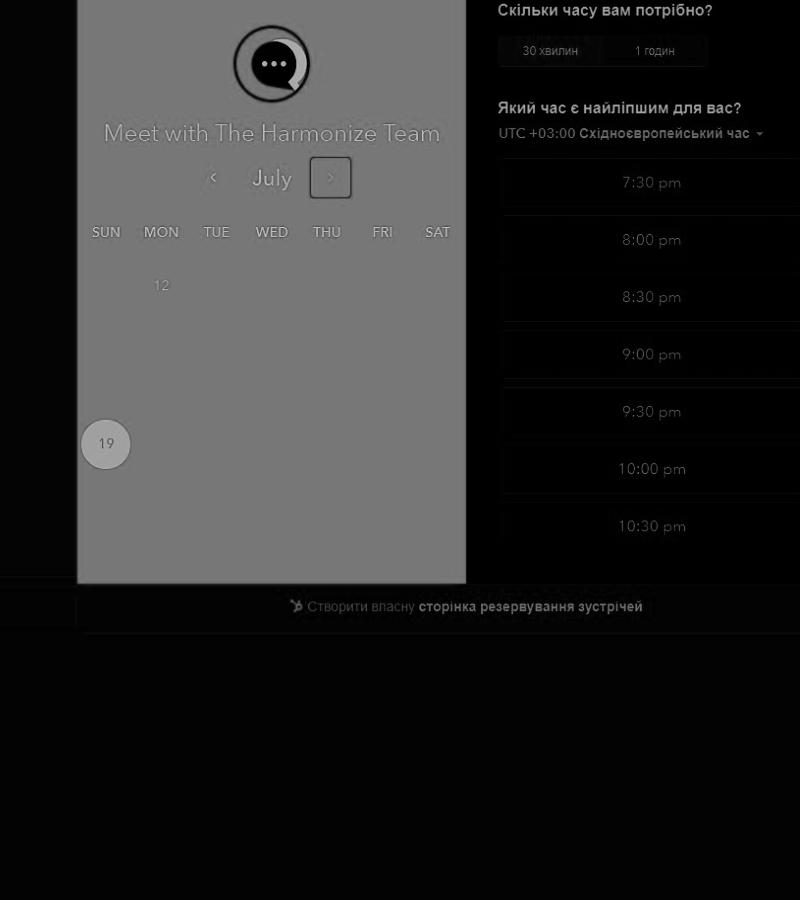 Meet with The Harmonize Team
July
SUN MON TUE WED THU FRI SAT
12
19
Скільки часу вам потрібно?
30 хвилин 1 годин
Який час є найліпшим для вас?
UTC +03:00 Східноєвропейський час
7:30 pm
8:00 pm
8:30 pm
9:00 pm
9:30 pm
10:00 pm
10:30 pm
Створити власну сторінка резервування зустрічей